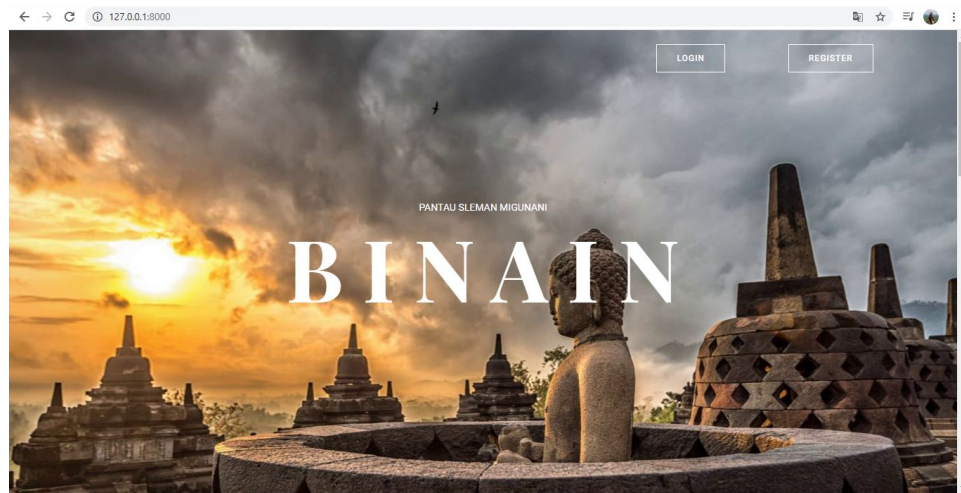 127.0.0.1:8000
LOGIN REGISTER
PANTAU SLEMAN MIGUNANI
BINAIN